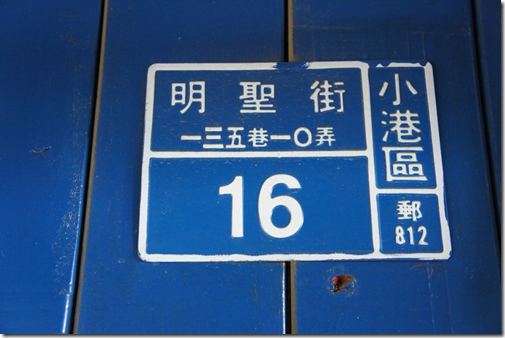 明聖街
一三五巷一〇弄
16
小港區
郵
812